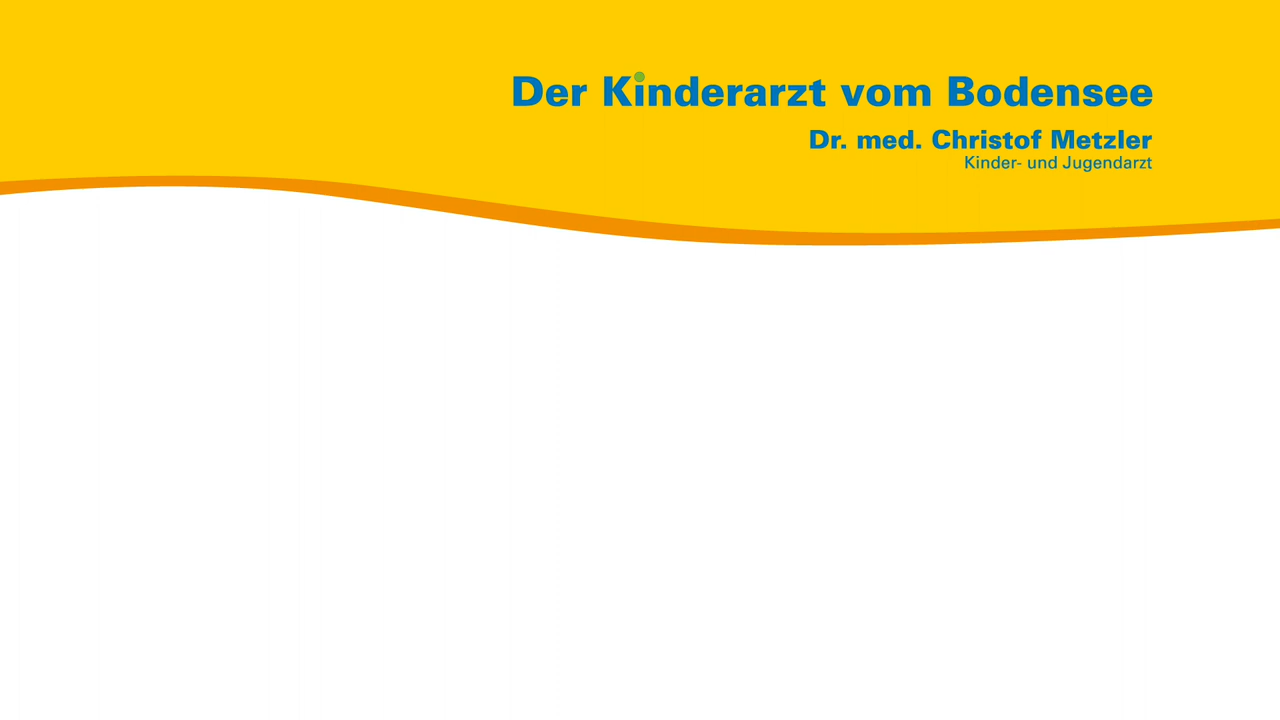 Der Kinderarzt vom Bodensee
Dr. med. Christof Metzler
Kinder- und Jugendarzt